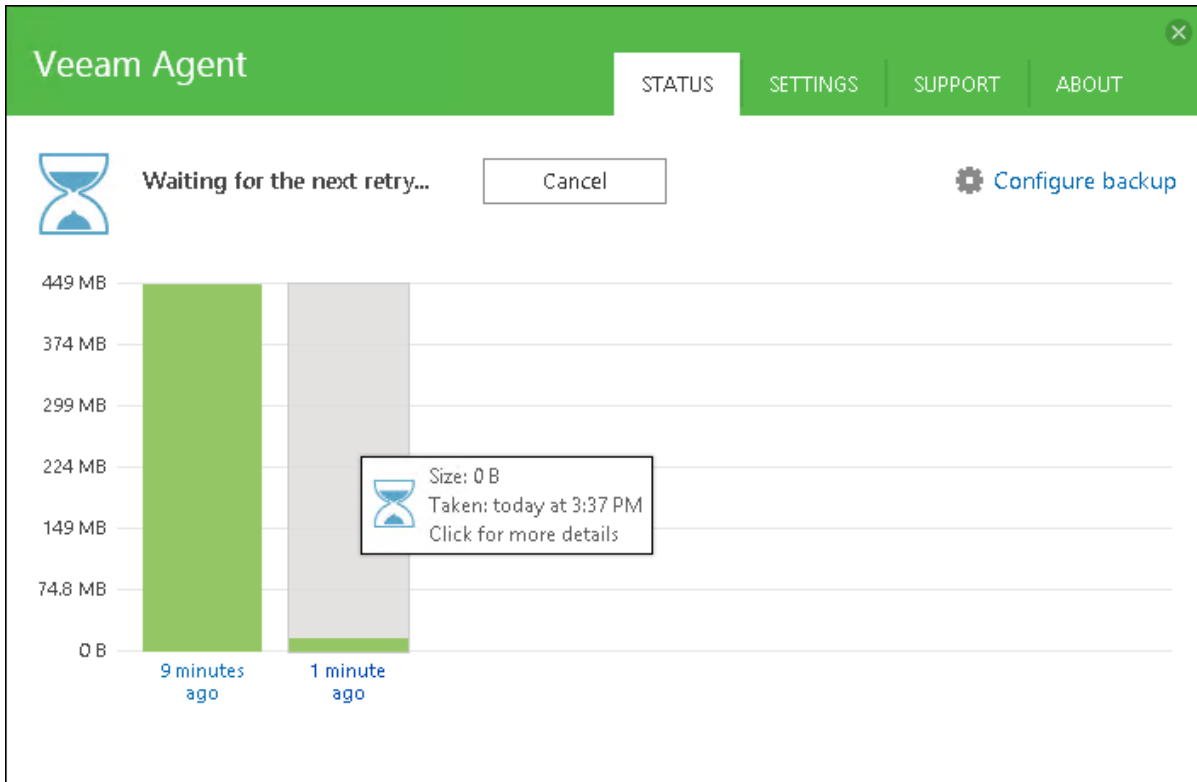 Veeam Agent
STATUS
SETTINGS
SUPPORT
ABOUT
Waiting for the next retry...
Cancel
Configure backup
449 MB
374 MB
299 MB
224 MB
149 MB
74.8 MB
0 B
Size: 0 B
Taken: today at 3:37 PM
Click for more details
9 minutes
ago
1 minute
ago